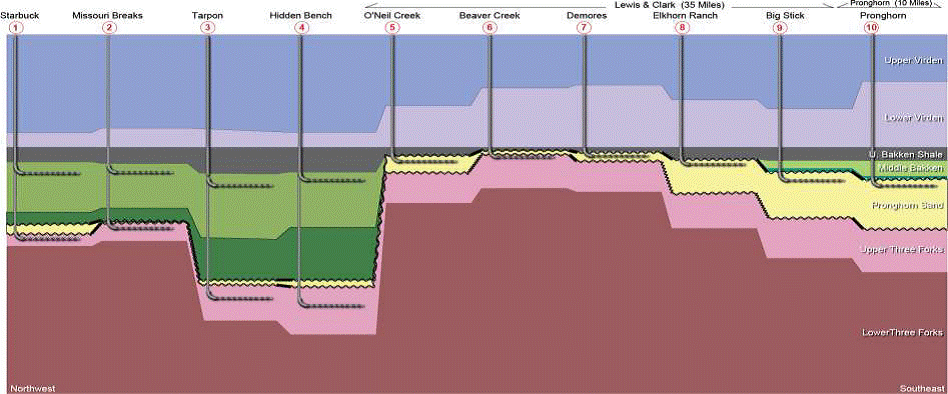 Lewis & Clark (35 Miles) Pronghorn (10 Miles)
Starbuck Missouri Breaks Tarpon Hidden Bench O'Neil Creek Beaver Creek Demores Elkhorn Ranch Big Stick Pronghorn
1 2 3 4 5 6 7 8 9 10
Upper Virden
Lower Virden
U. Bakken Shale
Middle Bakken
Pronghorn Sand
Upper Three Forks
LowerThree Forks
Northwest Southeast